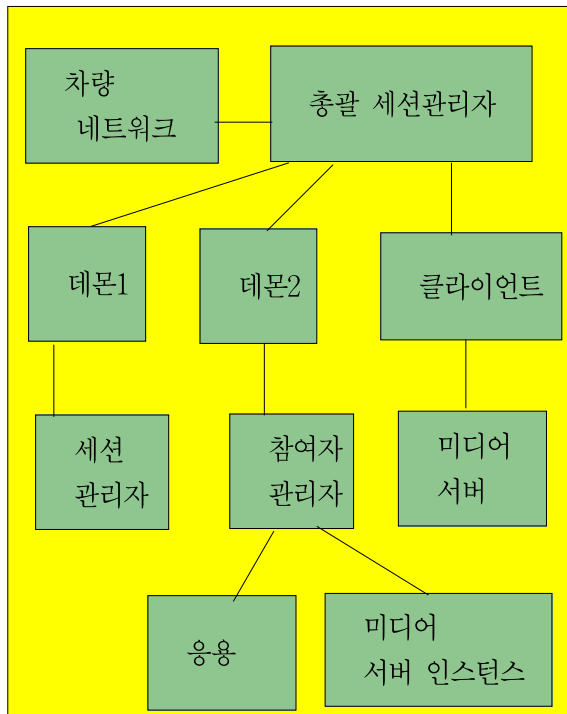 차량
네트워크
총괄 세션관리자
데몬1
데몬2
클라이언트
세션
관리자
참여자
관리자
미디어
서버
응용
미디어
서버 인스턴스